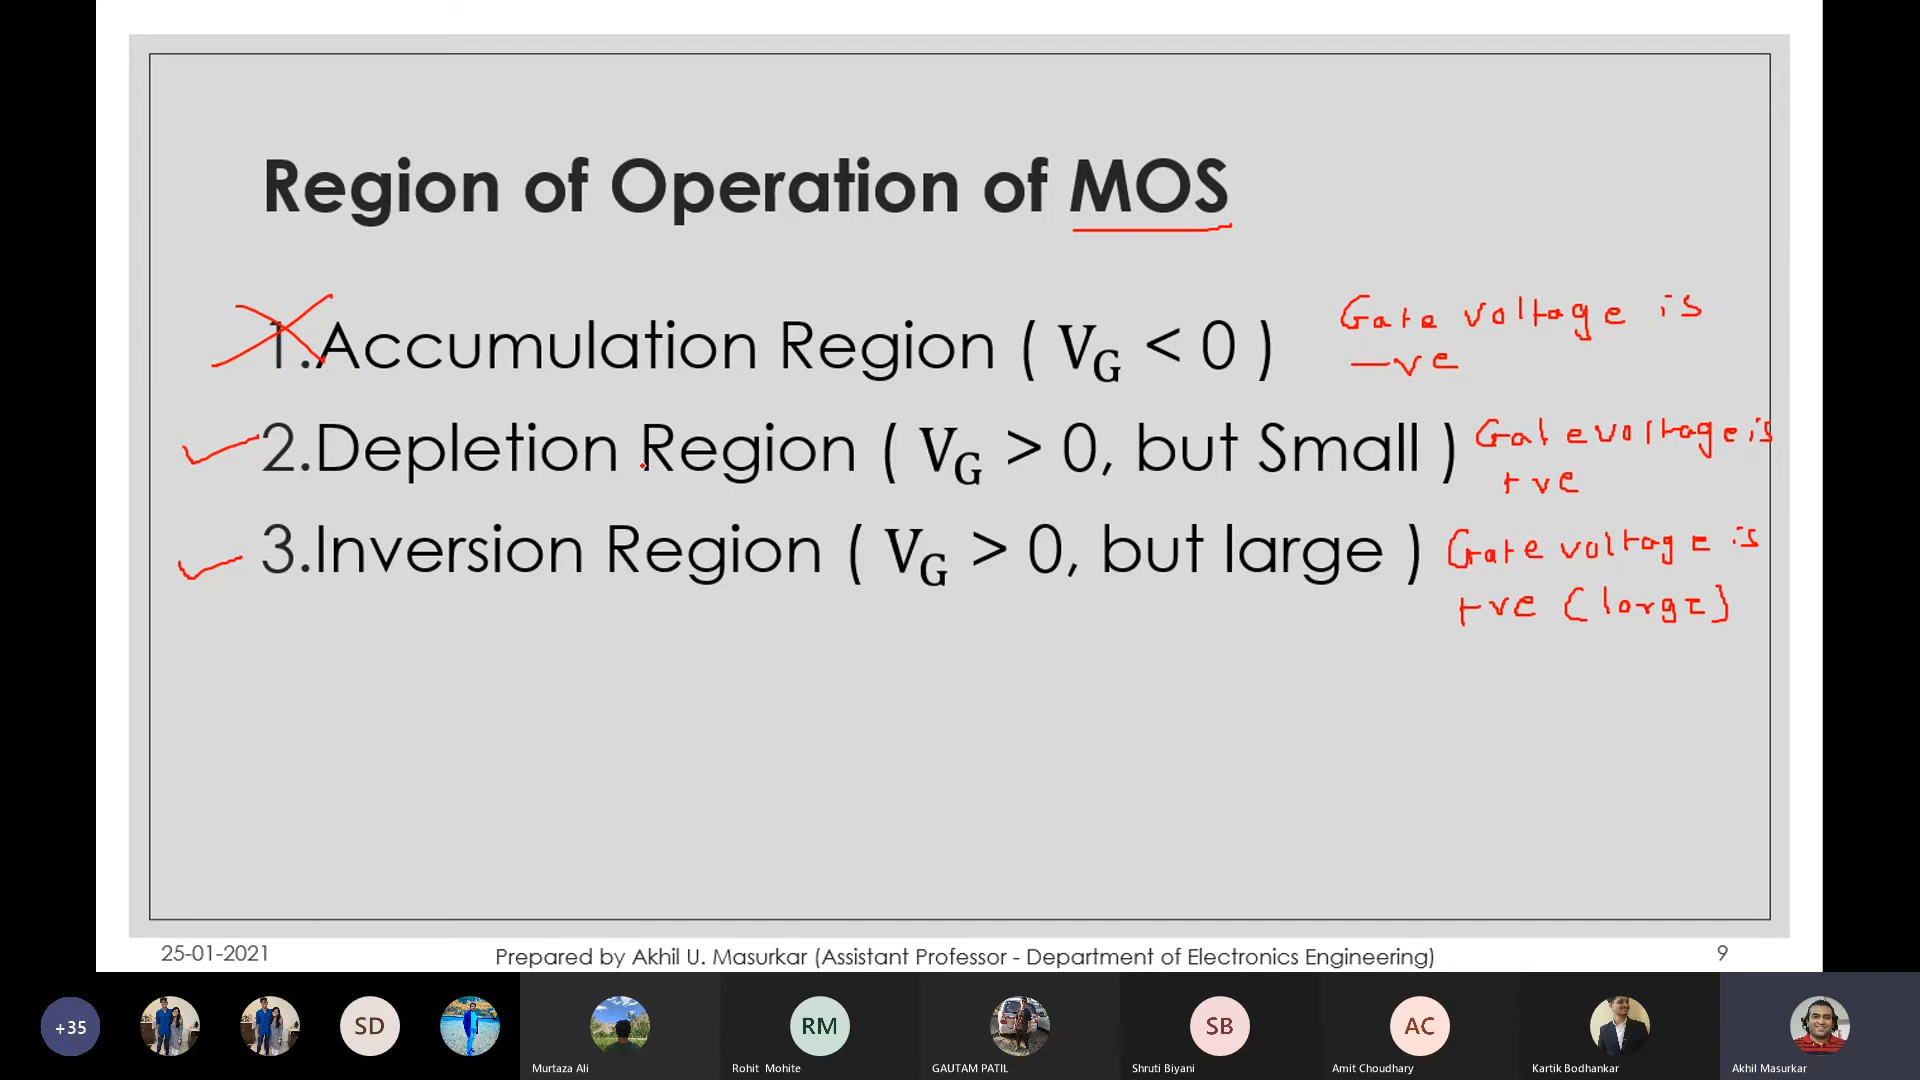 Region of Operation of MOS
1.Accumulation Region ( VG < 0 ) Gate voltage is
-ve
2.Depletion Region ( VG > 0, but Small ) Gate voltage is
+ve
3.Inversion Region ( VG > 0, but large ) Gate voltage is
+ve (large)
25-01-2021 Prepared by Akhil U. Masurkar (Assistant Professor - Department of Electronics Engineering) 9
+35 SD RM SB AC
Murtaza Ali Rohit Mohite GAUTAM PATIL Shruti Biyani Amit Choudhary Kartik Bodhankar Akhil Masurkar